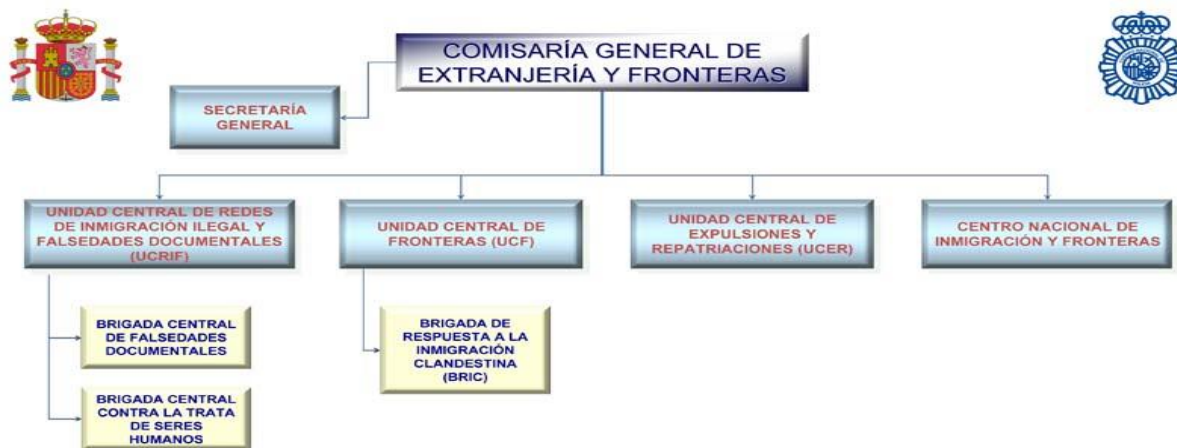 COMISARÍA GENERAL DE
EXTRANJERÍA Y FRONTERAS
SECRETARÍA
GENERAL
UNIDAD CENTRAL DE REDES
DE INMIGRACIÓN ILEGAL Y
FALSEDADES DOCUMENTALES
(UCRIF)
UNIDAD CENTRAL DE
FRONTERAS (UCF)
UNIDAD CENTRAL DE
EXPULSIONES Y
REPATRIACIONES (UCER)
CENTRO NACIONAL DE
INMIGRACIÓN Y FRONTERAS
BRIGADA CENTRAL
DE FALSEDADES
DOCUMENTALES
BRIGADA DE
RESPUESTA A LA
INMIGRACIÓN
CLANDESTINA
(BRIC)
BRIGADA CENTRAL
CONTRA LA TRATA
DE SERES
HUMANOS